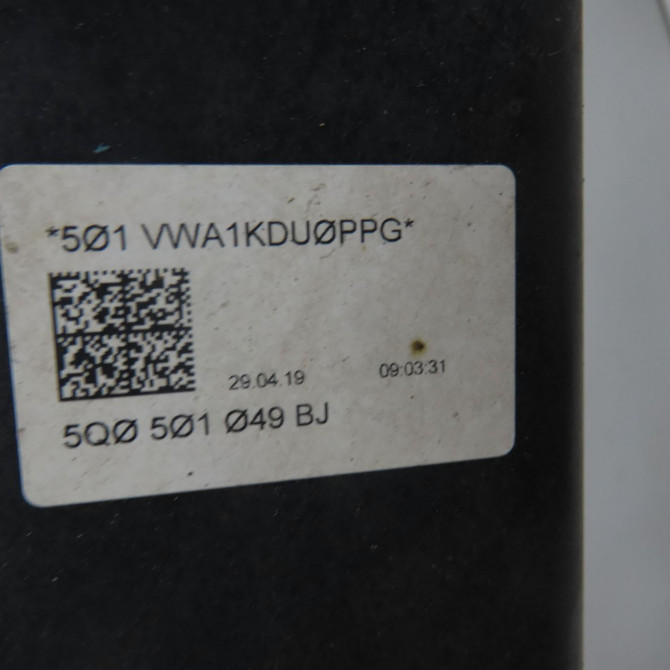 *5Ø1 VWA1KDUØPPG*
29.04.19 09:03:31
5QØ 5Ø1 Ø49 BJ